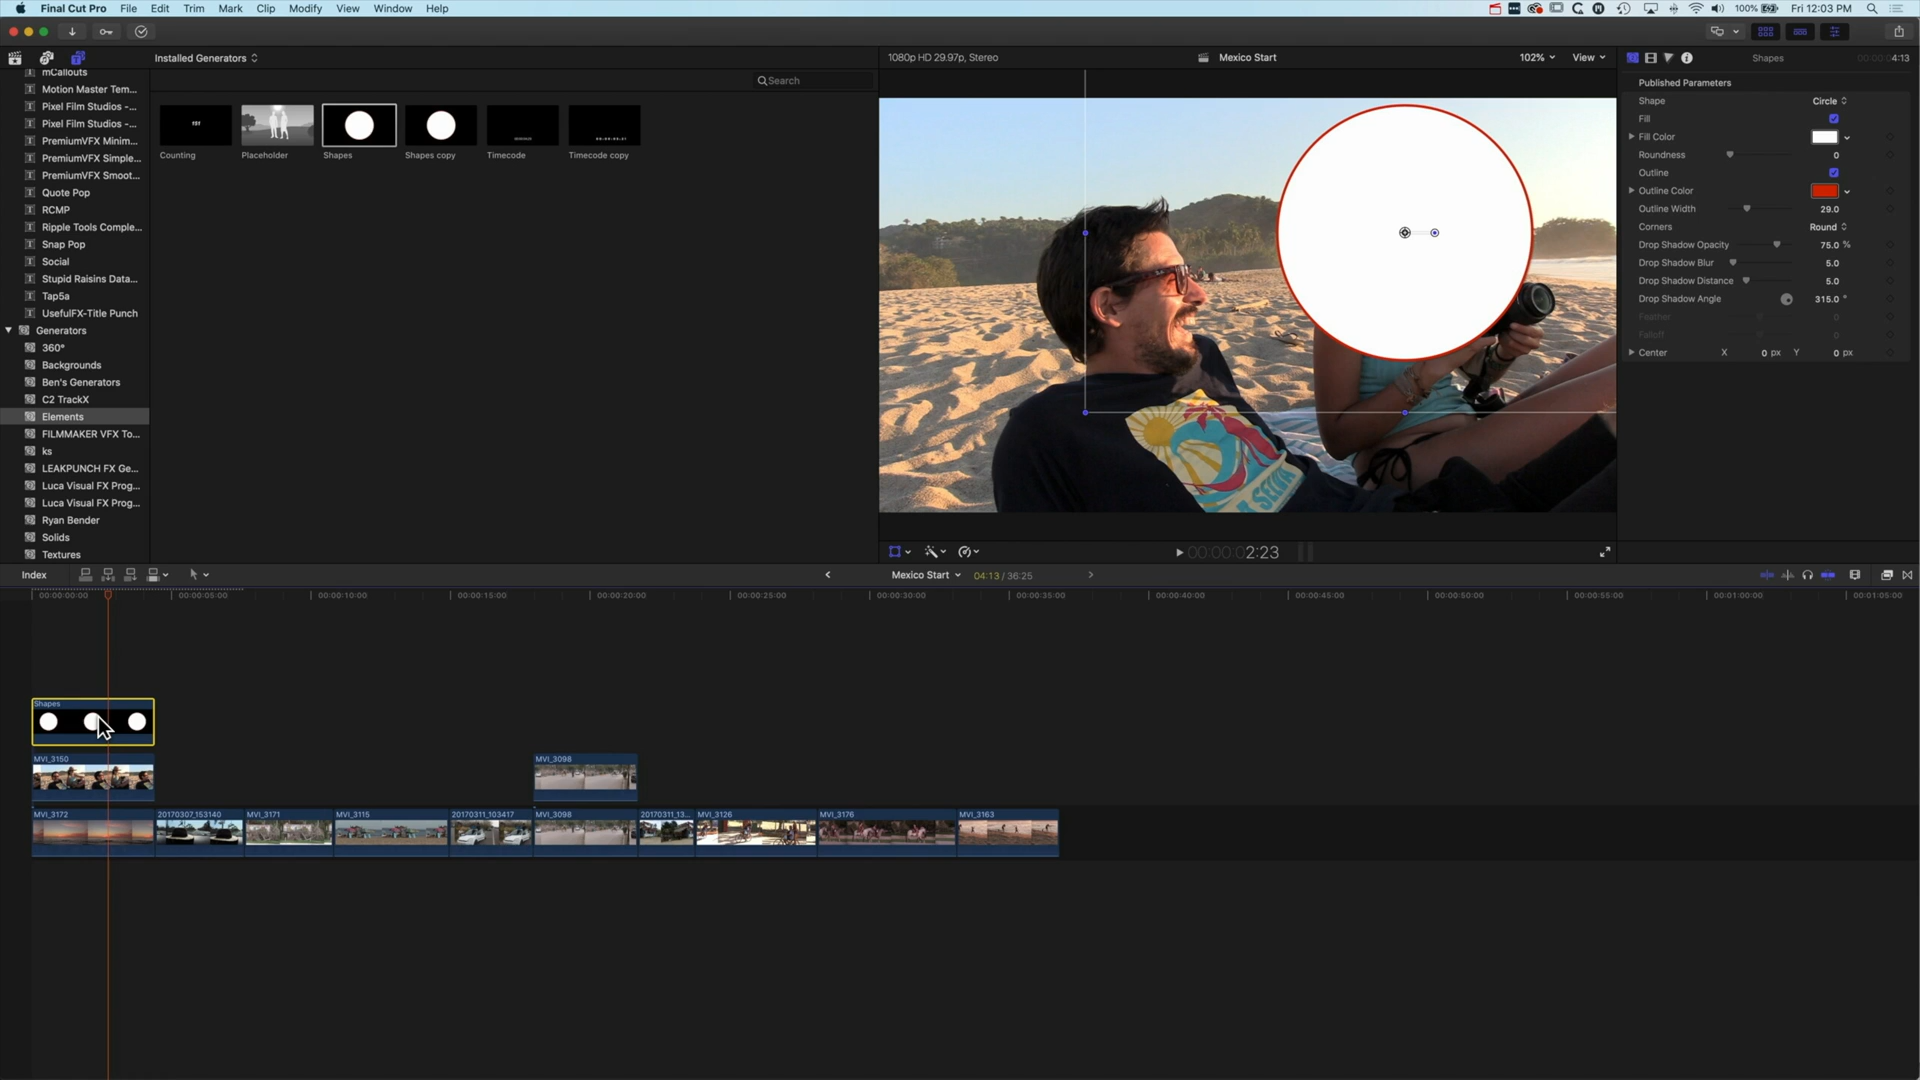 Final Cut Pro File Edit Trim Mark Clip Modify View Window Help
100% Fri 12:03 PM
Installed Generators
1080p HD 29.97p, Stereo
Mexico Start
102% View
Shapes
4:13
mCallouts
Motion Master Tem...
Pixel Film Studios -...
Pixel Film Studios -...
PremiumVFX Minim...
PremiumVFX Simple...
PremiumVFX Smoot...
Quote Pop
RCMP
Ripple Tools Comple...
Snap Pop
Social
Stupid Raisins Data...
Tap5a
UsefulFX-Title Punch
Generators
360°
Backgrounds
Ben's Generators
C2 TrackX
Elements
FILMMAKER VFX To...
ks
LEAKPUNCH FX Ge...
Luca Visual FX Prog...
Luca Visual FX Prog...
Ryan Bender
Solids
Textures
Search
Counting
Placeholder
Shapes
Shapes copy
Timecode
Timecode copy
Published Parameters
Shape Circle
Fill
Fill Color
Roundness 0
Outline
Outline Color
Outline Width 29.0
Corners Round
Drop Shadow Opacity 75.0 %
Drop Shadow Blur 5.0
Drop Shadow Distance 5.0
Drop Shadow Angle 315.0 °
Feather 0
Falloff 0
Center X 0 px Y 0 px
00:00:00:02:23
Index
Mexico Start 04:13 / 36:25
00:00:00:00 00:00:05:00 00:00:10:00 00:00:15:00 00:00:20:00 00:00:25:00 00:00:30:00 00:00:35:00 00:00:40:00 00:00:45:00 00:00:50:00 00:00:55:00 00:01:00:00 00:01:05:00
Shapes
MVI_3150
MVI_3098
MVI_3172 20170307_153140 MVI_3171 MVI_3115 20170311_103417 MVI_3098 20170311_13... MVI_3126 MVI_3176 MVI_3163